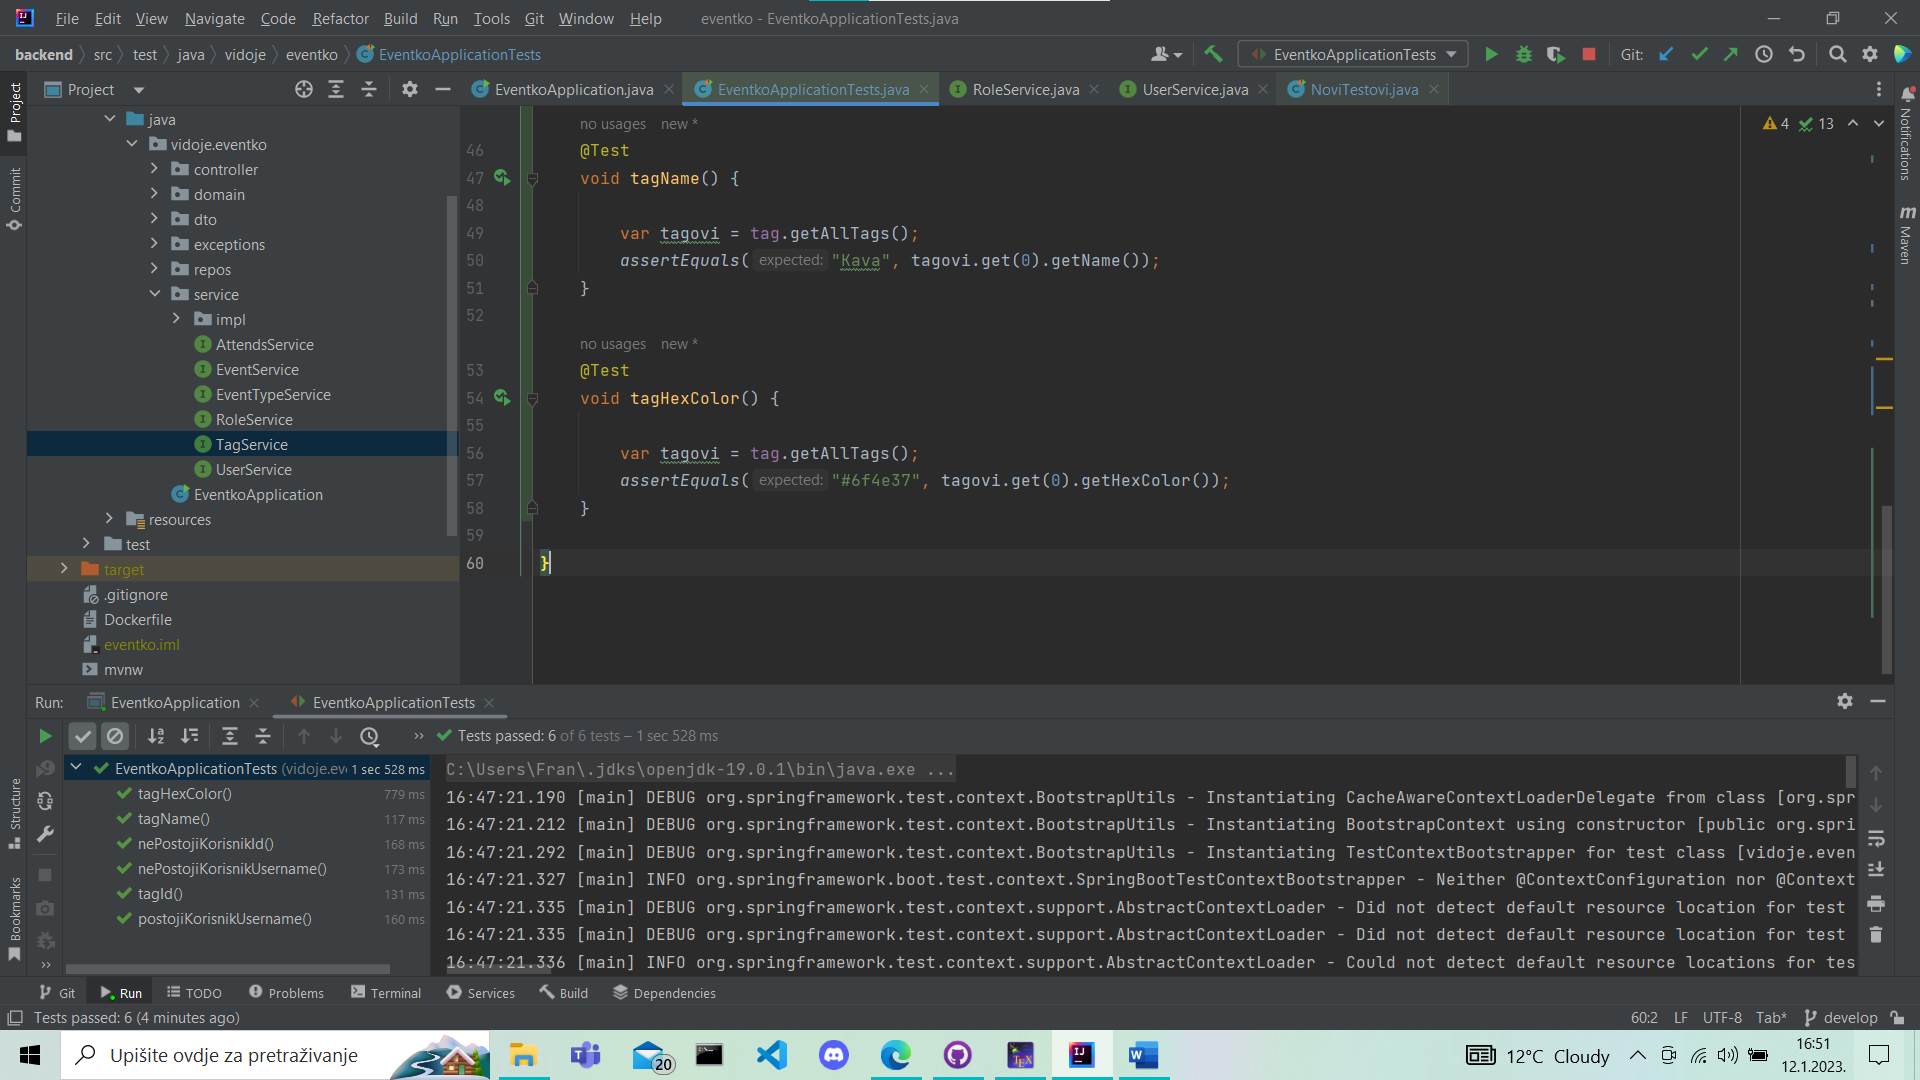 File Edit View Navigate Code Refactor Build Run Tools Git Window Help eventko - EventkoApplicationTests.java
backend src test java vidoje eventko EventkoApplicationTests EventkoApplicationTests Git:
Project EventkoApplication.java EventkoApplicationTests.java RoleService.java UserService.java NoviTestovi.java
Project
Commit
Structure
Bookmarks
Notifications
Maven
java
vidoje.eventko
controller
domain
dto
exceptions
repos
service
impl
AttendsService
EventService
EventTypeService
RoleService
TagService
UserService
EventkoApplication
resources
test
target
.gitignore
Dockerfile
eventko.iml
mvnw
4 13
no usages new *
46 @Test
47 void tagName() {
48
49 var tagovi = tag.getAllTags();
50 assertEquals( expected: "Kava", tagovi.get(0).getName());
51 }
52
no usages new *
53 @Test
54 void tagHexColor() {
55
56 var tagovi = tag.getAllTags();
57 assertEquals( expected: "#6f4e37", tagovi.get(0).getHexColor());
58 }
59
60 }
Run: EventkoApplication EventkoApplicationTests
Tests passed: 6 of 6 tests – 1 sec 528 ms
EventkoApplicationTests (vidoje.ev 1 sec 528 ms
tagHexColor() 779 ms
tagName() 117 ms
nePostojiKorisnikId() 168 ms
nePostojiKorisnikUsername() 173 ms
tagId() 131 ms
postojiKorisnikUsername() 160 ms
C:\Users\Fran\.jdks\openjdk-19.0.1\bin\java.exe ...
16:47:21.190 [main] DEBUG org.springframework.test.context.BootstrapUtils - Instantiating CacheAwareContextLoaderDelegate from class [org.spr
16:47:21.212 [main] DEBUG org.springframework.test.context.BootstrapUtils - Instantiating BootstrapContext using constructor [public org.spri
16:47:21.292 [main] DEBUG org.springframework.test.context.BootstrapUtils - Instantiating TestContextBootstrapper for test class [vidoje.even
16:47:21.327 [main] INFO org.springframework.boot.test.context.SpringBootTestContextBootstrapper - Neither @ContextConfiguration nor @Context
16:47:21.335 [main] DEBUG org.springframework.test.context.support.AbstractContextLoader - Did not detect default resource location for test
16:47:21.335 [main] DEBUG org.springframework.test.context.support.AbstractContextLoader - Did not detect default resource location for test
16:47:21.336 [main] INFO org.springframework.test.context.support.AbstractContextLoader - Could not detect default resource locations for tes
Git Run TODO Problems Terminal Services Build Dependencies
Tests passed: 6 (4 minutes ago) 60:2 LF UTF-8 Tab* develop
Upišite ovdje za pretraživanje 20 12°C Cloudy 16:51
12.1.2023.